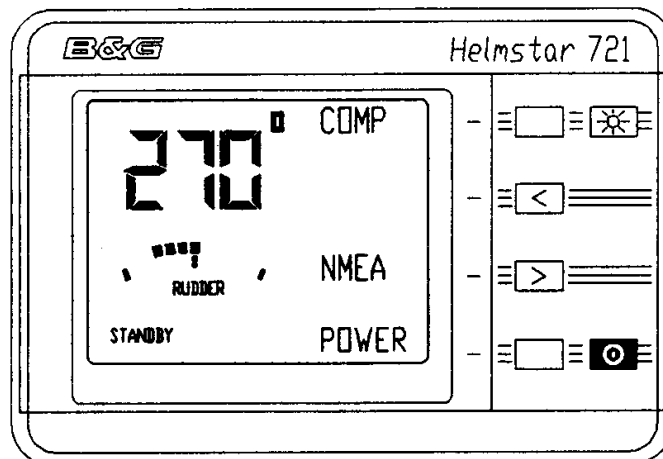 B&G
Helmstar 721
270° COMP
<
>
RUDDER
NMEA
STANDBY
POWER